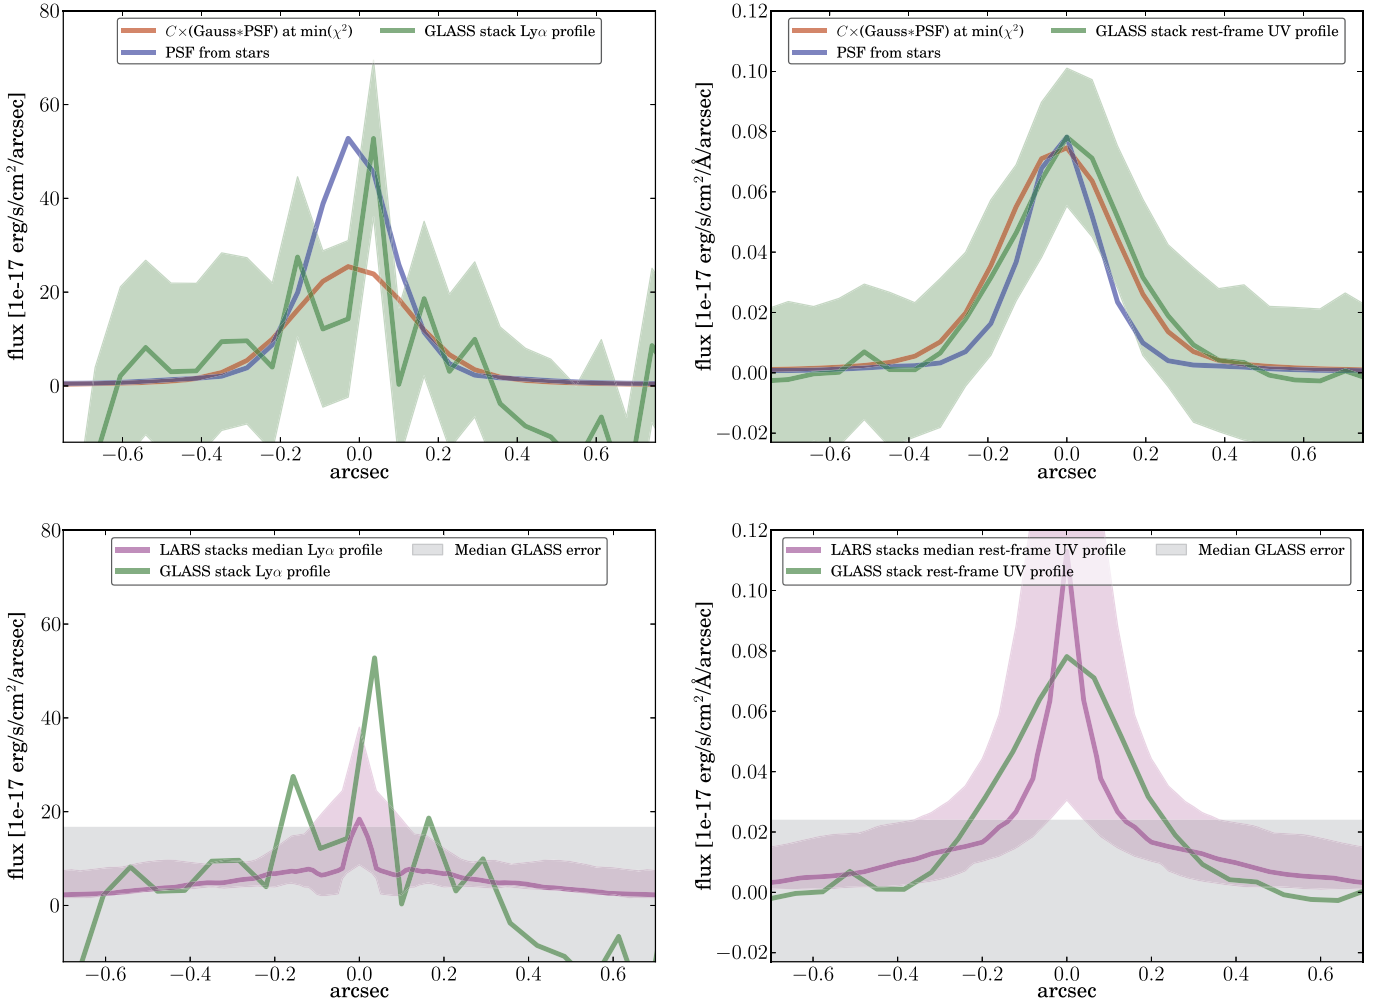 C×(Gauss∗PSF) at min(χ²) GLASS stack Lyα profile
PSF from stars
80
60
40
20
0
flux [1e-17 erg/s/cm²/arcsec]
−0.6 −0.4 −0.2 0.0 0.2 0.4 0.6
arcsec
C×(Gauss∗PSF) at min(χ²) GLASS stack rest-frame UV profile
PSF from stars
0.12
0.10
0.08
0.06
0.04
0.02
0.00
−0.02
flux [1e-17 erg/s/cm²/Å/arcsec]
−0.6 −0.4 −0.2 0.0 0.2 0.4 0.6
arcsec
LARS stacks median Lyα profile Median GLASS error
GLASS stack Lyα profile
80
60
40
20
0
flux [1e-17 erg/s/cm²/arcsec]
−0.6 −0.4 −0.2 0.0 0.2 0.4 0.6
arcsec
LARS stacks median rest-frame UV profile Median GLASS error
GLASS stack rest-frame UV profile
0.12
0.10
0.08
0.06
0.04
0.02
0.00
−0.02
flux [1e-17 erg/s/cm²/Å/arcsec]
−0.6 −0.4 −0.2 0.0 0.2 0.4 0.6
arcsec